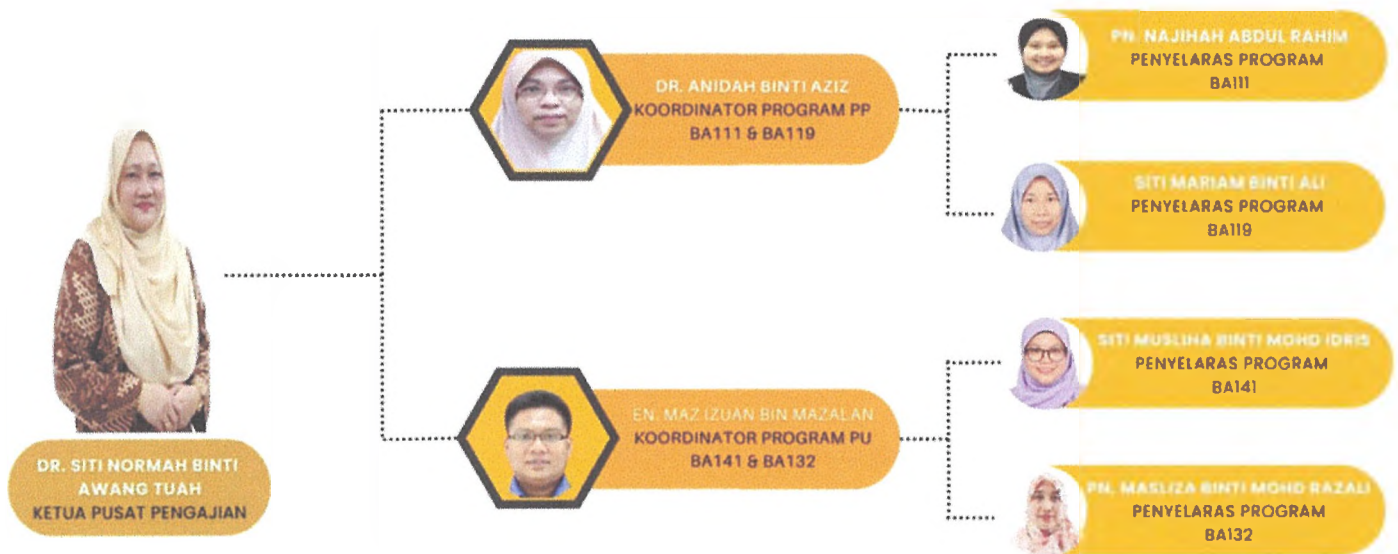 DR. SITI NORMAH BINTI
AWANG TUAH
KETUA PUSAT PENGAJIAN
DR. ANIDAH BINTI AZIZ
KOORDINATOR PROGRAM PP
BA111 & BA119
PN. NAJIHAH ABDUL RAHIM
PENYELARAS PROGRAM
BA111
SITI MARIAM BINTI ALI
PENYELARAS PROGRAM
BA119
EN. MAZ IZUAN BIN MAZALAN
KOORDINATOR PROGRAM PU
BA141 & BA132
SITI MUSLIHA BINTI MOHD IDRIS
PENYELARAS PROGRAM
BA141
PN. MASLIZA BINTI MOHD RAZALI
PENYELARAS PROGRAM
BA132